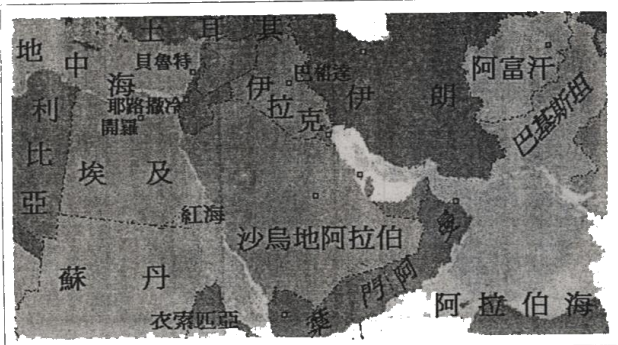 土耳其
地中海
貝魯特
巴格達
伊拉克
伊朗
阿富汗
巴基斯坦
利比亞
耶路撒冷
開羅
埃及
紅海
沙烏地阿拉伯
阿曼
蘇丹
衣索匹亞
葉門
阿拉伯海